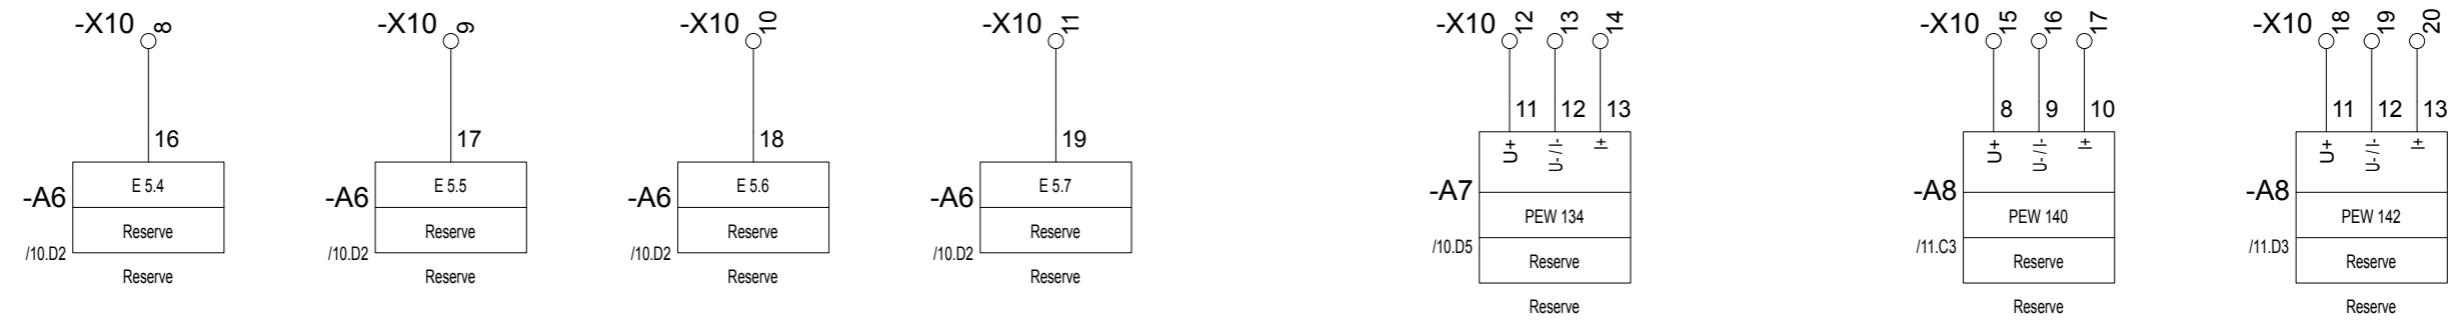 -X10 8
16
E 5.4
-A6
Reserve
/10.D2
Reserve
-X10 9
17
E 5.5
-A6
Reserve
/10.D2
Reserve
-X10 10
18
E 5.6
-A6
Reserve
/10.D2
Reserve
-X10 11
19
E 5.7
-A6
Reserve
/10.D2
Reserve
-X10 12 13 14
11 12 13
U+ U-/I- I+
-A7
PEW 134
/10.D5
Reserve
Reserve
-X10 15 16 17
8 9 10
U+ U-/I- I+
-A8
PEW 140
/11.C3
Reserve
Reserve
-X10 18 19 20
11 12 13
U+ U-/I- I+
-A8
PEW 142
/11.D3
Reserve
Reserve